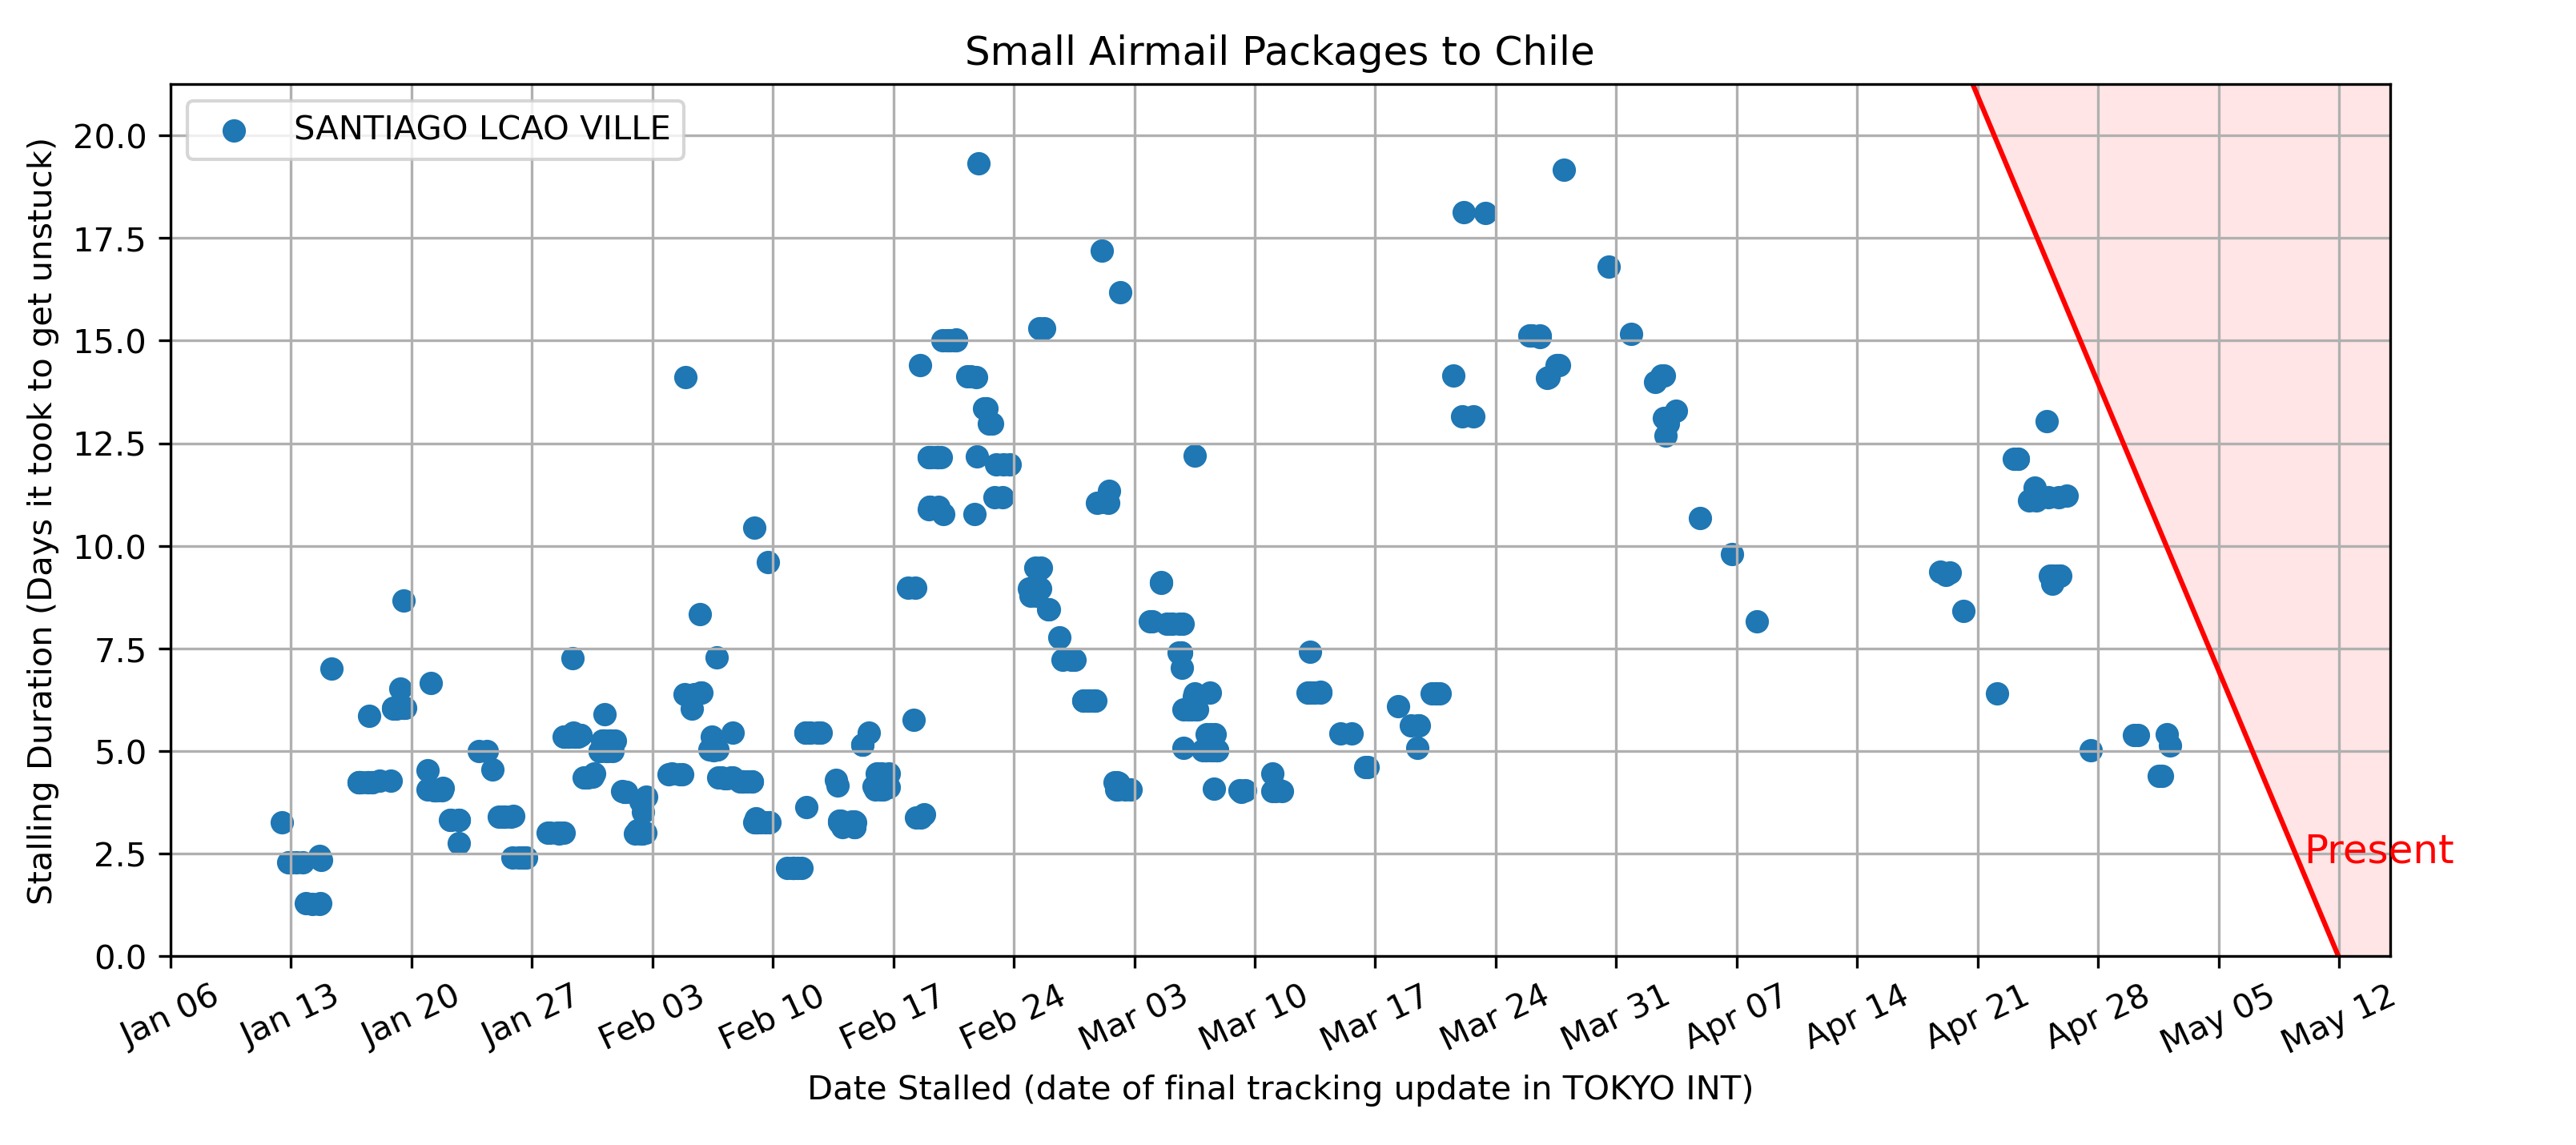 Small Airmail Packages to Chile
SANTIAGO LCAO VILLE
Stalling Duration (Days it took to get unstuck)
20.0
17.5
15.0
12.5
10.0
7.5
5.0
2.5
0.0
Present
Jan 06
Jan 13
Jan 20
Jan 27
Feb 03
Feb 10
Feb 17
Feb 24
Mar 03
Mar 10
Mar 17
Mar 24
Mar 31
Apr 07
Apr 14
Apr 21
Apr 28
May 05
May 12
Date Stalled (date of final tracking update in TOKYO INT)